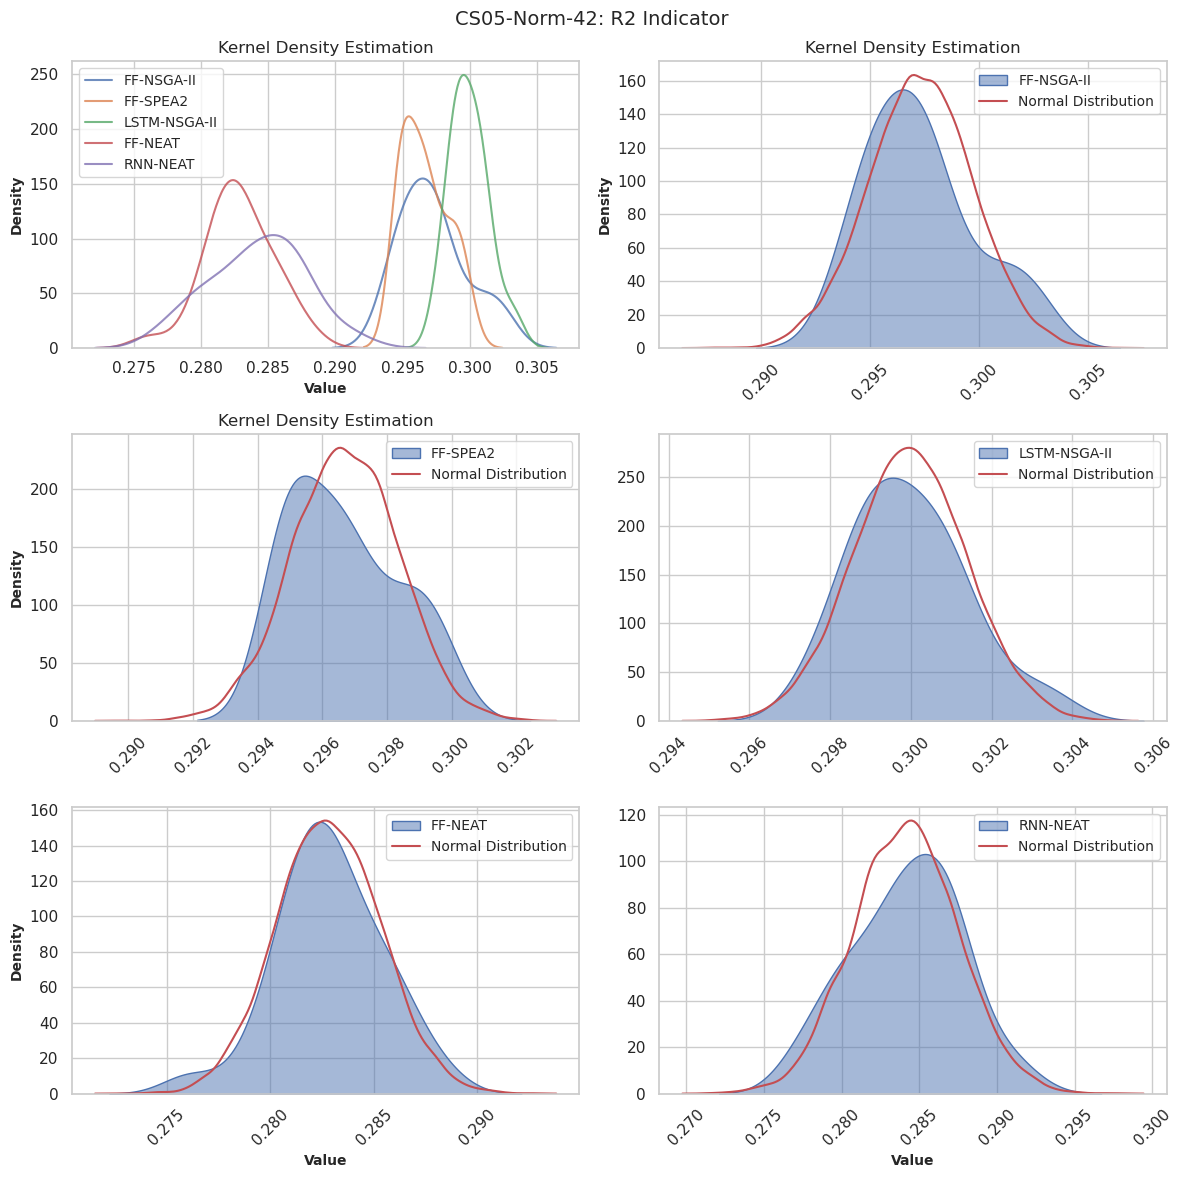 CS05-Norm-42: R2 Indicator
Kernel Density Estimation
FF-NSGA-II
FF-SPEA2
LSTM-NSGA-II
FF-NEAT
RNN-NEAT
250
200
150
100
50
0
Density
0.275 0.280 0.285 0.290 0.295 0.300 0.305
Value
Kernel Density Estimation
FF-NSGA-II
Normal Distribution
160
140
120
100
80
60
40
20
0
Density
0.290 0.295 0.300 0.305
Kernel Density Estimation
FF-SPEA2
Normal Distribution
200
150
100
50
0
Density
0.290 0.292 0.294 0.296 0.298 0.300 0.302
LSTM-NSGA-II
Normal Distribution
250
200
150
100
50
0
0.294 0.296 0.298 0.300 0.302 0.304 0.306
FF-NEAT
Normal Distribution
160
140
120
100
80
60
40
20
0
Density
0.275 0.280 0.285 0.290
Value
RNN-NEAT
Normal Distribution
120
100
80
60
40
20
0
0.270 0.275 0.280 0.285 0.290 0.295 0.300
Value